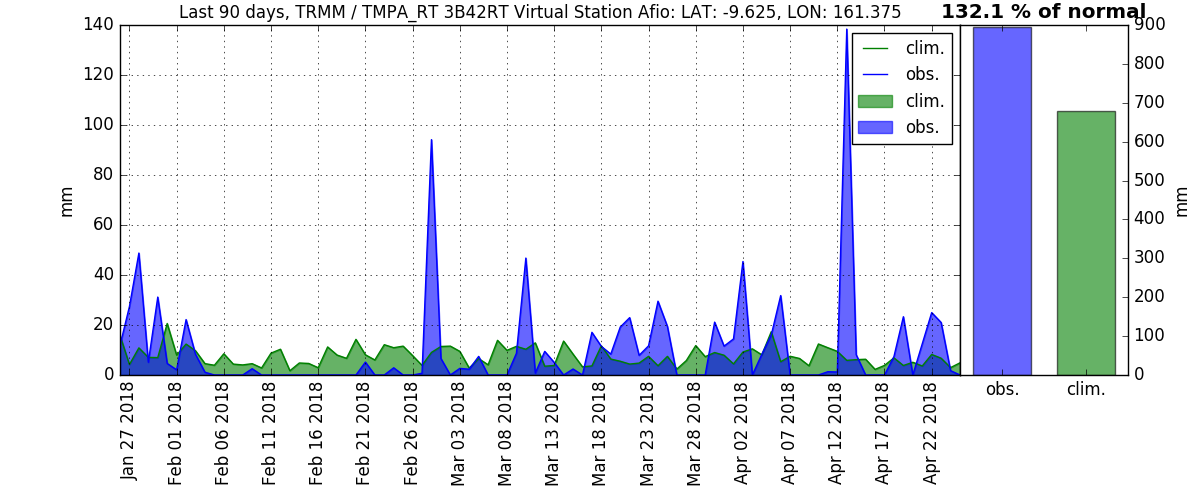 Last 90 days, TRMM / TMPA_RT 3B42RT Virtual Station Afio: LAT: -9.625, LON: 161.375
132.1 % of normal
mm
140
120
100
80
60
40
20
0
clim.
obs.
clim.
obs.
Jan 27 2018
Feb 01 2018
Feb 06 2018
Feb 11 2018
Feb 16 2018
Feb 21 2018
Feb 26 2018
Mar 03 2018
Mar 08 2018
Mar 13 2018
Mar 18 2018
Mar 23 2018
Mar 28 2018
Apr 02 2018
Apr 07 2018
Apr 12 2018
Apr 17 2018
Apr 22 2018
900
800
700
600
500
400
300
200
100
0
mm
obs.
clim.